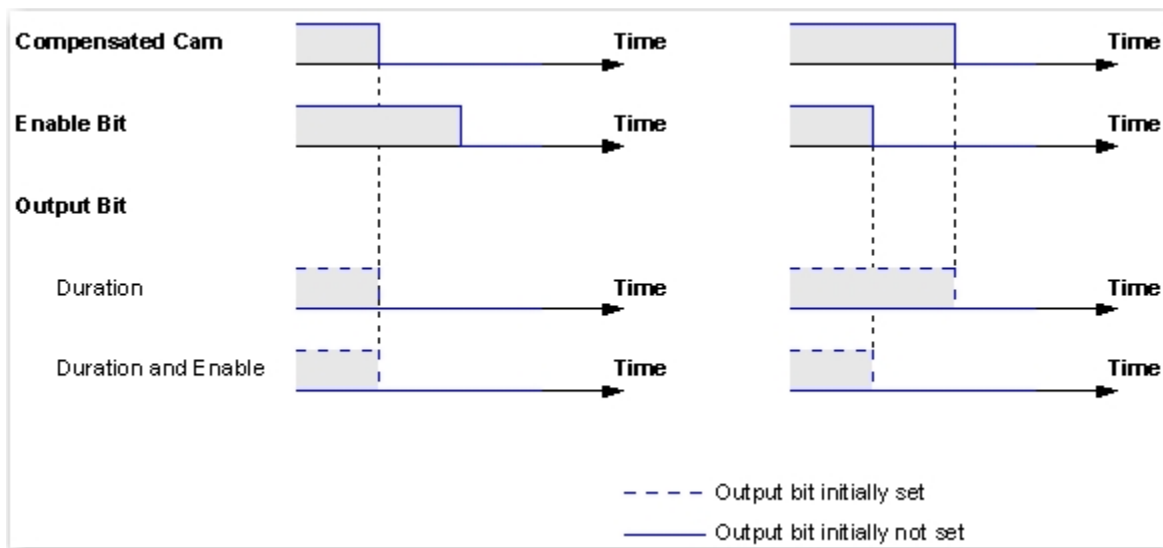 Compensated Cam Time Time
Enable Bit Time Time
Output Bit
Duration Time Time
Duration and Enable Time Time
Output bit initially set
Output bit initially not set